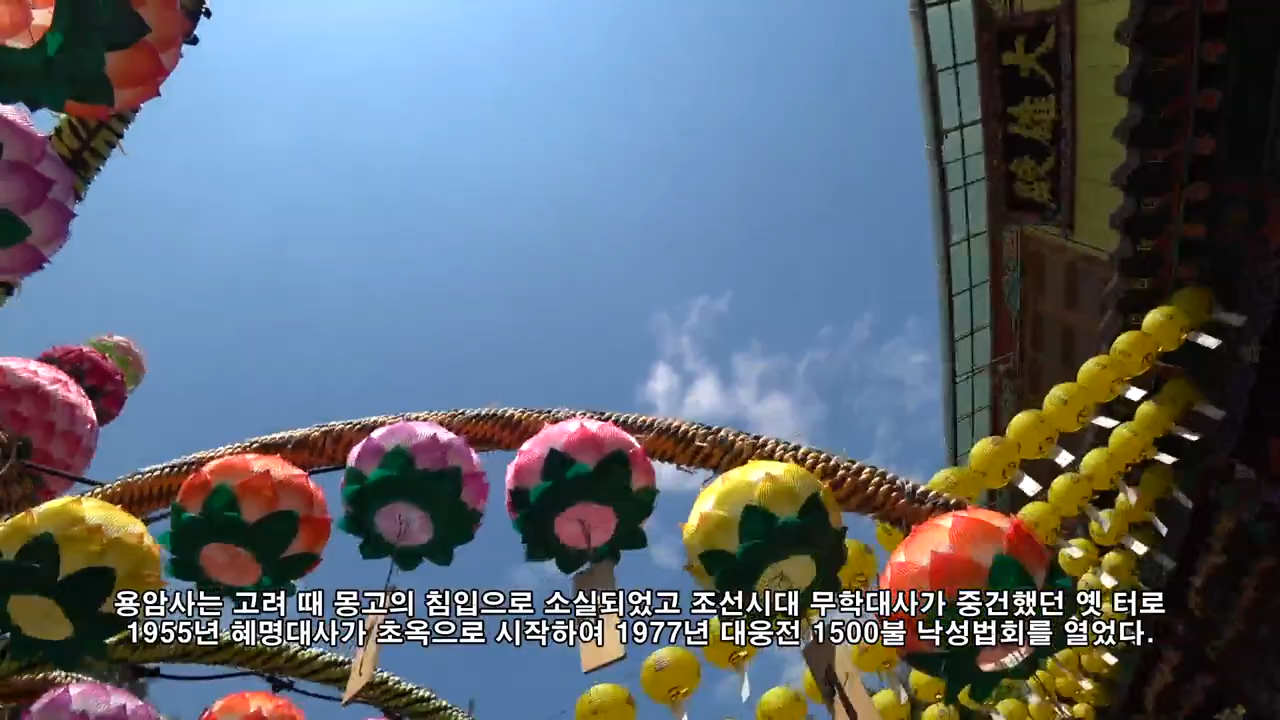 大雄殿
용암사는 고려 때 몽고의 침입으로 소실되었고 조선시대 무학대사가 중건했던 옛 터로
1955년 혜명대사가 초옥으로 시작하여 1977년 대웅전 1500불 낙성법회를 열었다.